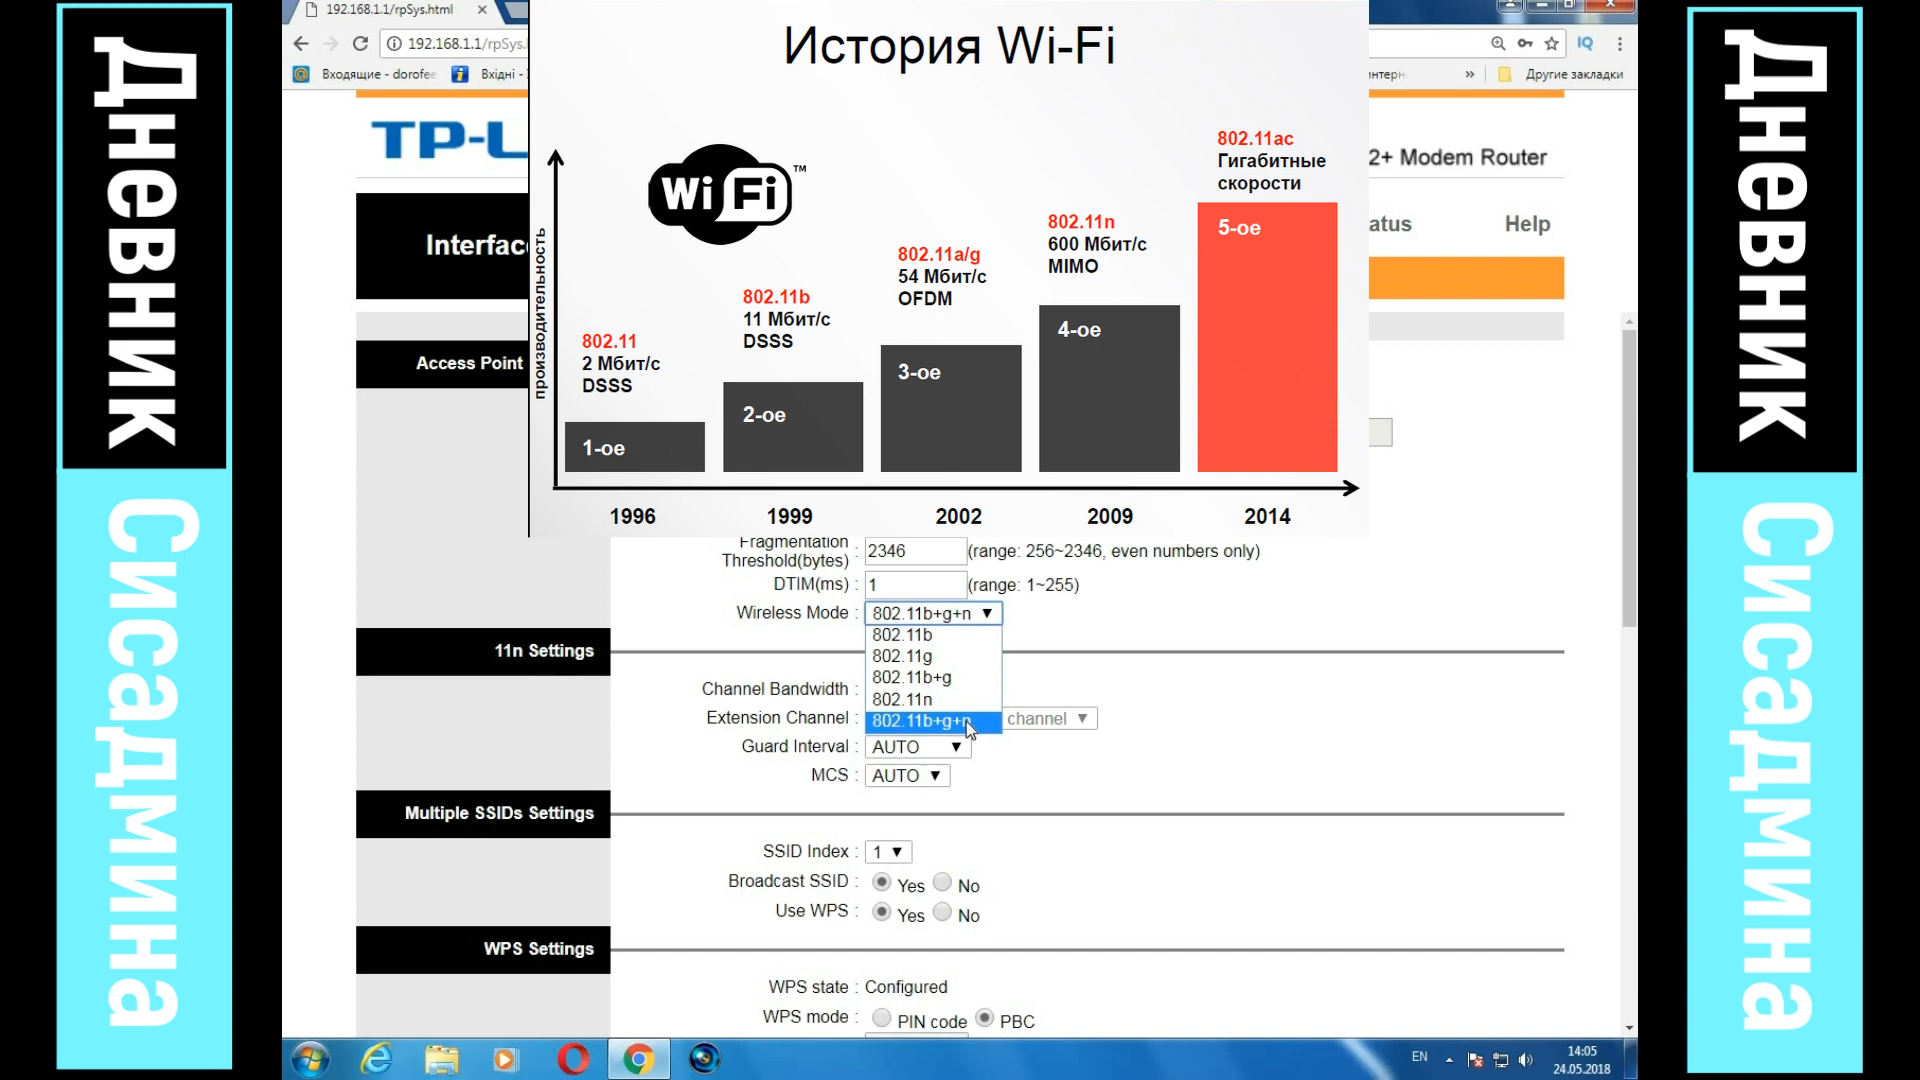 Дневник
Сисадмина
192.168.1.1/rpSys.html
192.168.1.1/rpSys.
Входящие - dorofe
Вхідні -
IQ
интерн
»
Другие закладки
TP-L
2+ Modem Router
Interface
atus
Help
Access Point
История Wi-Fi
Wi Fi ™
производительность
802.11
2 Мбит/с
DSSS
1-ое
802.11b
11 Мбит/с
DSSS
2-ое
802.11a/g
54 Мбит/с
OFDM
3-ое
802.11n
600 Мбит/с
MIMO
4-ое
802.11ac
Гигабитные
скорости
5-ое
1996 1999 2002 2009 2014
Fragmentation
Threshold(bytes) : 2346 (range: 256~2346, even numbers only)
DTIM(ms) : 1 (range: 1~255)
Wireless Mode : 802.11b+g+n
802.11b
802.11g
802.11b+g
802.11n
802.11b+g+n
11n Settings
Channel Bandwidth :
Extension Channel : channel
Guard Interval : AUTO
MCS : AUTO
Multiple SSIDs Settings
SSID Index : 1
Broadcast SSID : Yes No
Use WPS : Yes No
WPS Settings
WPS state : Configured
WPS mode : PIN code PBC
EN
14:05
24.05.2018
Дневник
Сисадмина